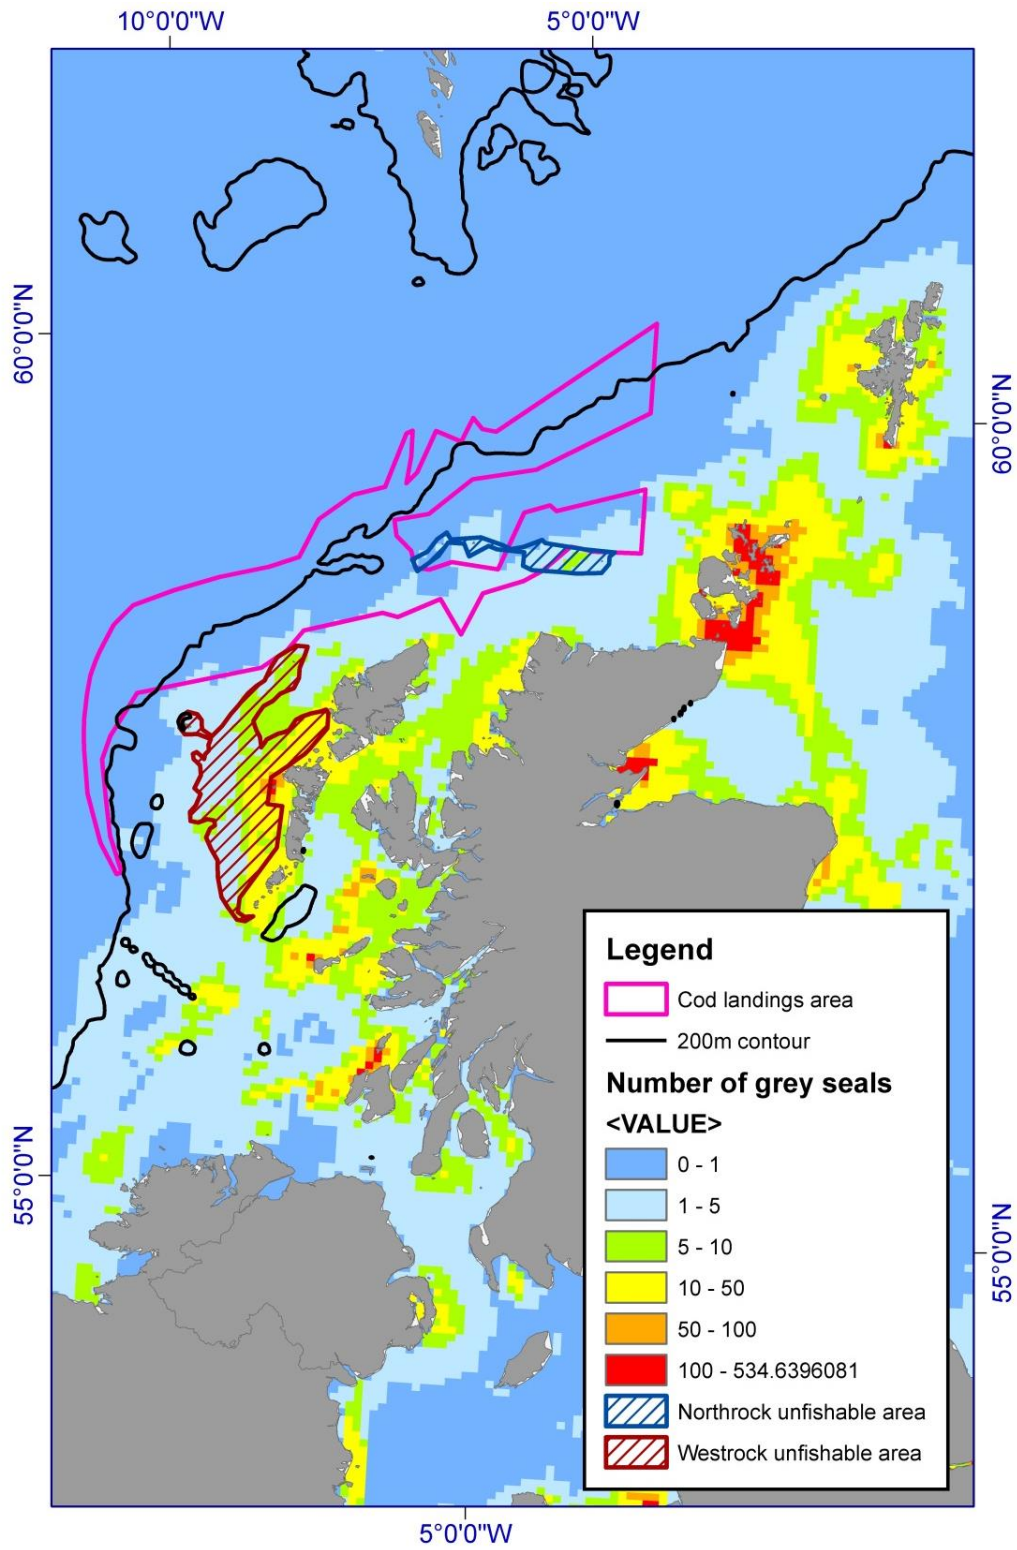 10°0'0"W
5°0'0"W
60°0'0"N
60°0'0"N
55°0'0"N
55°0'0"N
5°0'0"W
Legend
Cod landings area
200m contour
Number of grey seals
<VALUE>
0 - 1
1 - 5
5 - 10
10 - 50
50 - 100
100 - 534.6396081
Northrock unfishable area
Westrock unfishable area